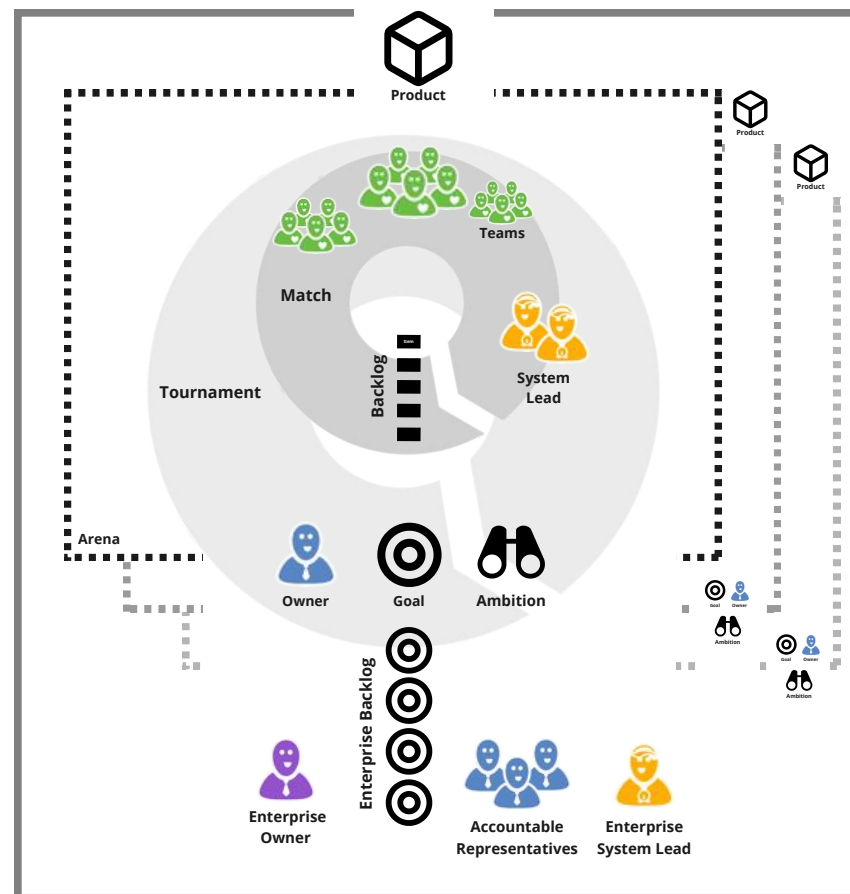 Product
Product
Product
Teams
Match
Item
Backlog
System
Lead
Tournament
Arena
Owner
Goal
Ambition
Goal
Owner
Ambition
Goal
Owner
Ambition
Enterprise Backlog
Enterprise
Owner
Accountable
Representatives
Enterprise
System Lead